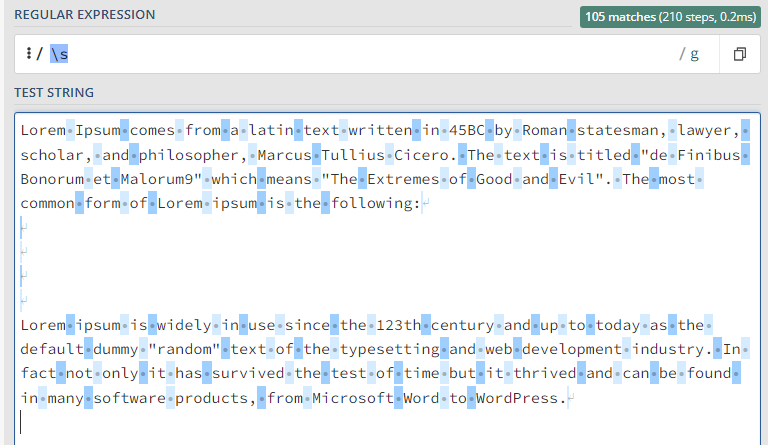 REGULAR EXPRESSION
105 matches (210 steps, 0.2ms)
/ \s / g
TEST STRING
Lorem Ipsum comes from a latin text written in 45BC by Roman statesman, lawyer,
scholar, and philosopher, Marcus Tullius Cicero. The text is titled "de Finibus
Bonorum et Malorum9" which means "The Extremes of Good and Evil". The most
common form of Lorem ipsum is the following:
Lorem ipsum is widely in use since the 123th century and up to today as the
default dummy "random" text of the typesetting and web development industry. In
fact not only it has survived the test of time but it thrived and can be found
in many software products, from Microsoft Word to WordPress.